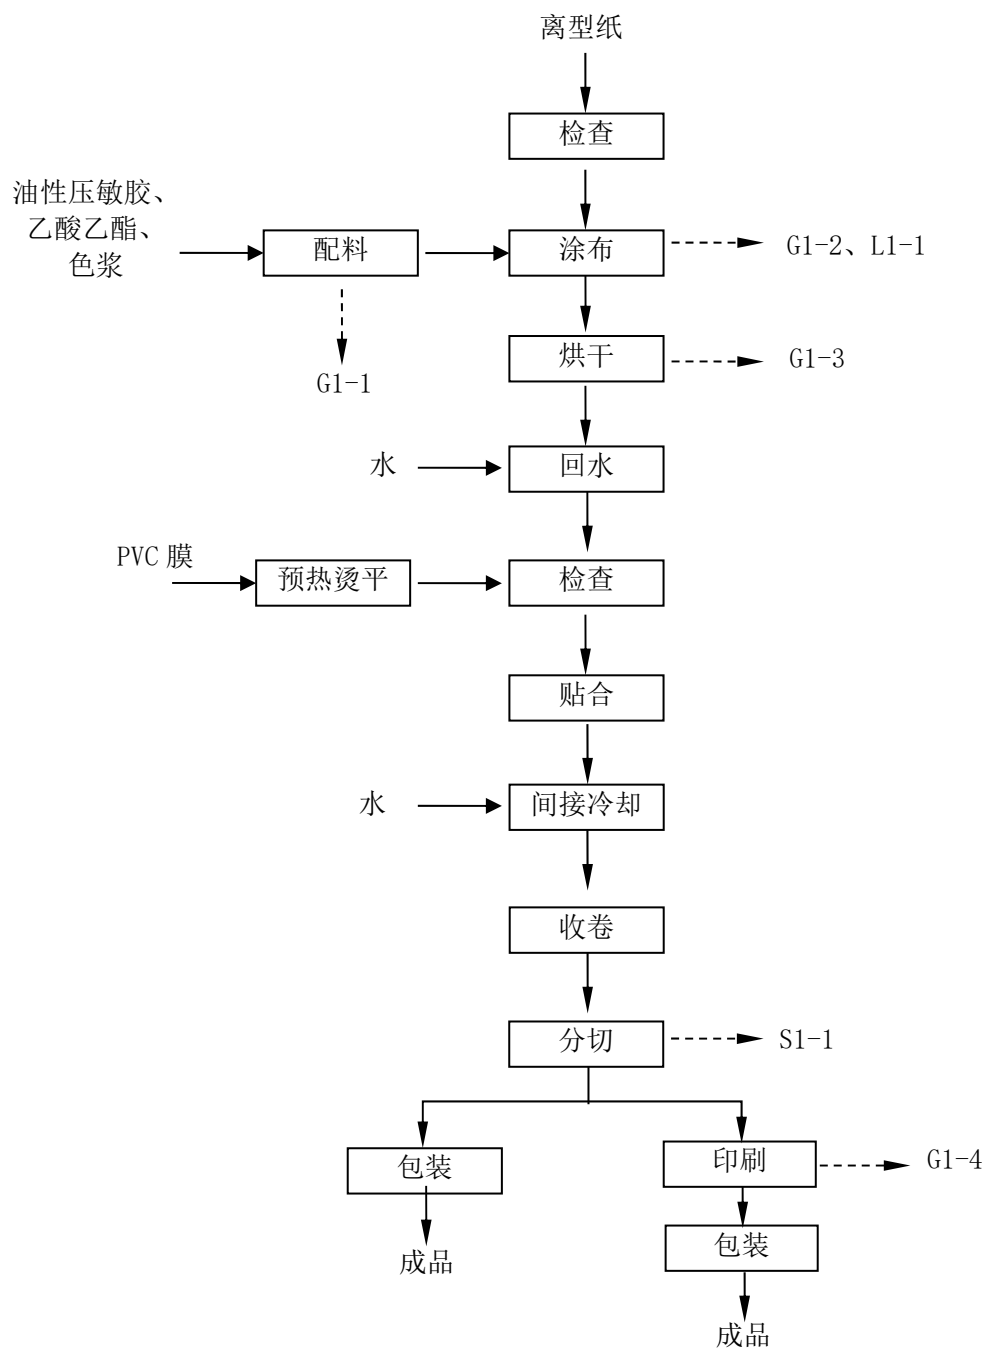 离型纸
检查
油性压敏胶、
乙酸乙酯、
色浆
配料
涂布
G1-2、L1-1
G1-1
烘干
G1-3
水
回水
PVC 膜
预热烫平
检查
贴合
水
间接冷却
收卷
分切
S1-1
包装
印刷
G1-4
成品
包装
成品